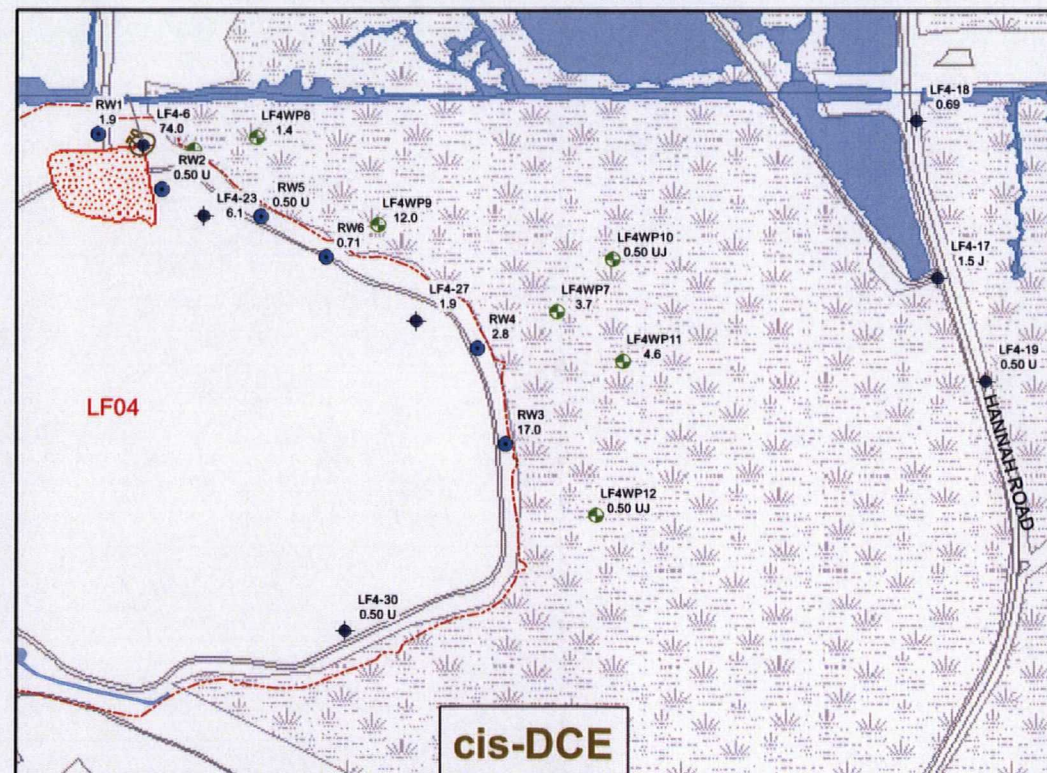 RW1
1.9
LF4-6
74.0
LF4WP8
1.4
LF4-18
0.69
RW2
0.50 U
LF4-23
6.1
RW5
0.50 U
LF4WP9
12.0
RW6
0.71
LF4WP10
0.50 UJ
LF4-17
1.5 J
LF4-27
1.9
LF4WP7
3.7
RW4
2.8
LF4WP11
4.6
LF4-19
0.50 U
LF04
RW3
17.0
HANNAH ROAD
LF4WP12
0.50 UJ
LF4-30
0.50 U
cis-DCE